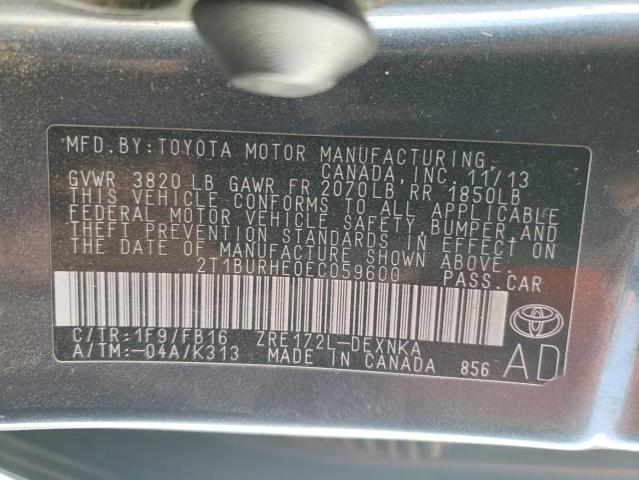 MFD.BY:TOYOTA MOTOR MANUFACTURING.
CANADA, INC. 11/13
GVWR 3820 LB GAWR FR 2070LB RR 1850LB
THIS VEHICLE CONFORMS TO ALL APPLICABLE
FEDERAL MOTOR VEHICLE SAFETY, BUMPER, AND
THEFT PREVENTION STANDARDS IN EFFECT ON
THE DATE OF MANUFACTURE SHOWN ABOVE.
2T1BURHE0EC059600 PASS.CAR
C/TR:1F9/FB16 ZRE172L-DEXNKA
A/TM:-04A/K313 MADE IN CANADA 856 AD